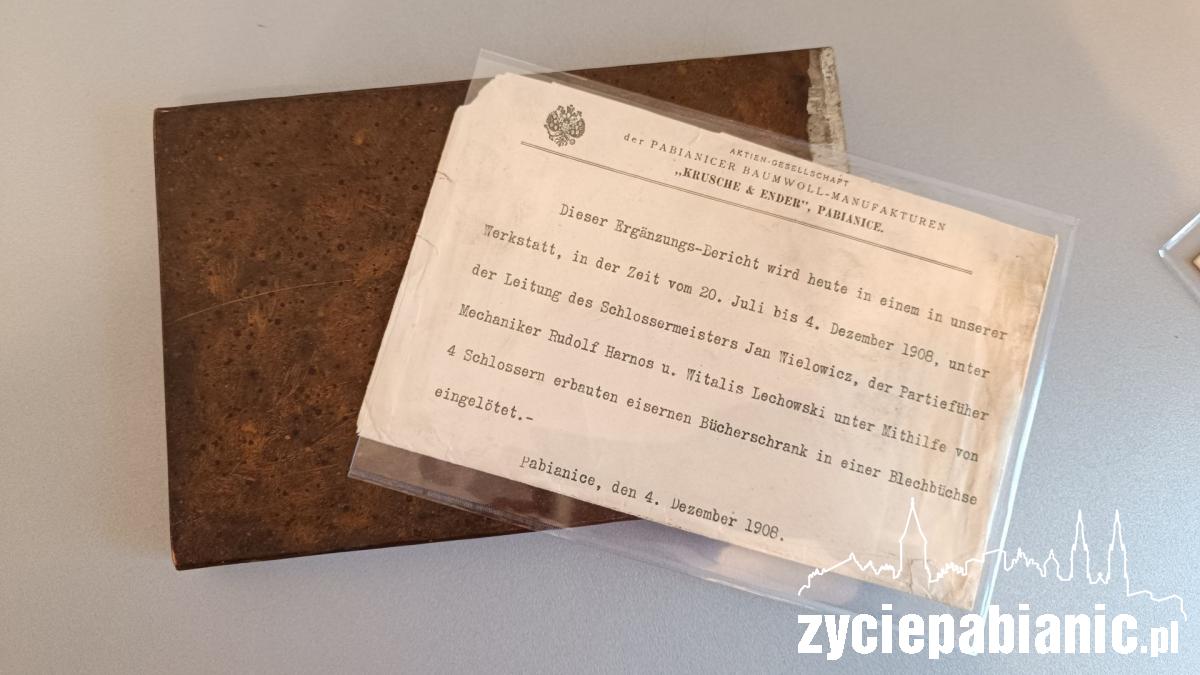 AKTIEN-GESELLSCHAFT
der PABIANICER BAUMWOLL-MANUFAKTUREN
„KRUSCHE & ENDER”, PABIANICE.
Dieser Ergänzungs-Bericht wird heute in einem in unserer
Werkstatt, in der Zeit vom 20. Juli bis 4. Dezember 1908, unter
der Leitung des Schlossermeisters Jan Wielowicz, der Partiefüher
Mechaniker Rudolf Harnos u. Witalis Lechowski unter Mithilfe von
4 Schlossern erbauten eisernen Bücherschrank in einer Blechbüchse
eingelötet.-
Pabianice, den 4. Dezember 1908.
zyciepabianic.pl